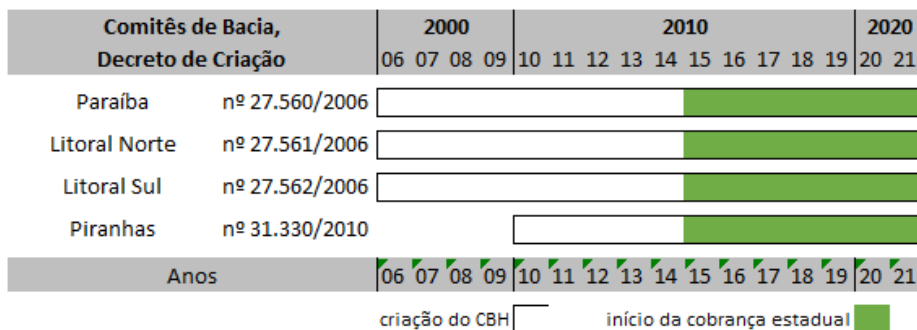 Comitês de Bacia, 2000 2010 2020
Decreto de Criação 06 07 08 09 10 11 12 13 14 15 16 17 18 19 20 21
Paraíba nº 27.560/2006
Litoral Norte nº 27.561/2006
Litoral Sul nº 27.562/2006
Piranhas nº 31.330/2010
Anos 06 07 08 09 10 11 12 13 14 15 16 17 18 19 20 21
criação do CBH início da cobrança estadual